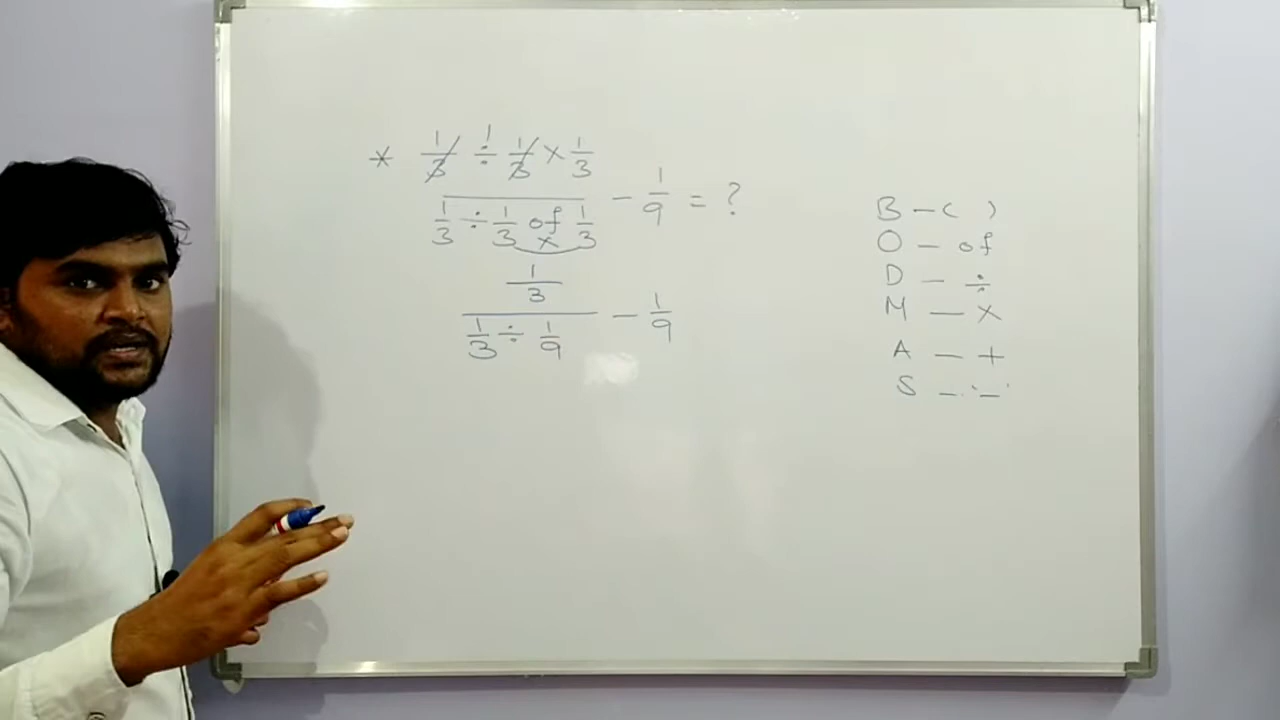 * 1/3 ÷ 1/3 × 1/3
1
1/3 ÷ 1/3 of 1/3 − 1/9 = ?
×
1/3
1/3 ÷ 1/9 − 1/9
B – ( )
O – of
D – ÷
M – ×
A – +
S – '–'